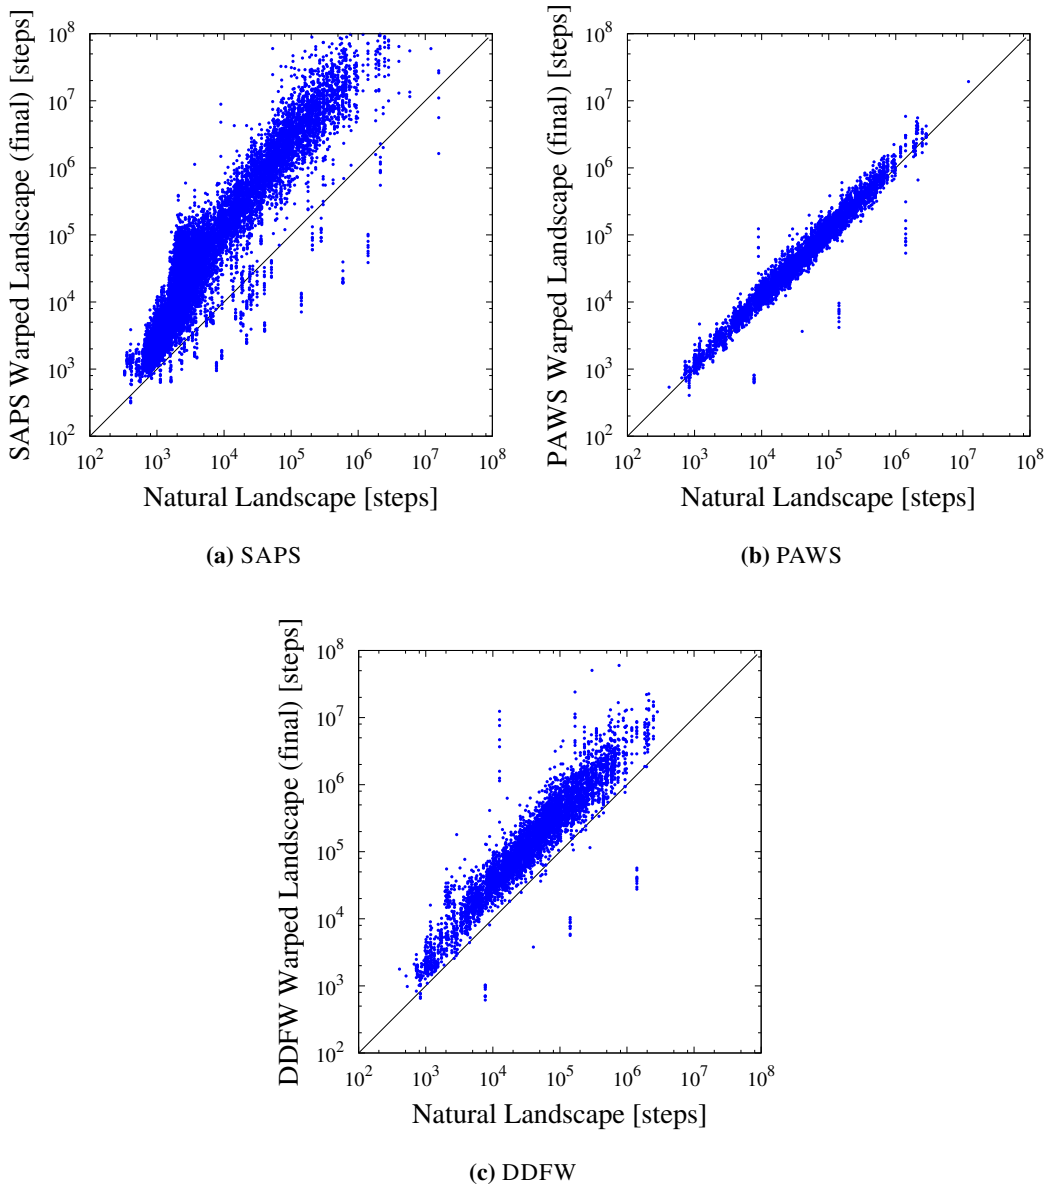 SAPS Warped Landscape (final) [steps]
10^8
10^7
10^6
10^5
10^4
10^3
10^2
10^2 10^3 10^4 10^5 10^6 10^7 10^8
Natural Landscape [steps]
(a) SAPS
PAWS Warped Landscape (final) [steps]
10^8
10^7
10^6
10^5
10^4
10^3
10^2
10^2 10^3 10^4 10^5 10^6 10^7 10^8
Natural Landscape [steps]
(b) PAWS
DDFW Warped Landscape (final) [steps]
10^8
10^7
10^6
10^5
10^4
10^3
10^2
10^2 10^3 10^4 10^5 10^6 10^7 10^8
Natural Landscape [steps]
(c) DDFW